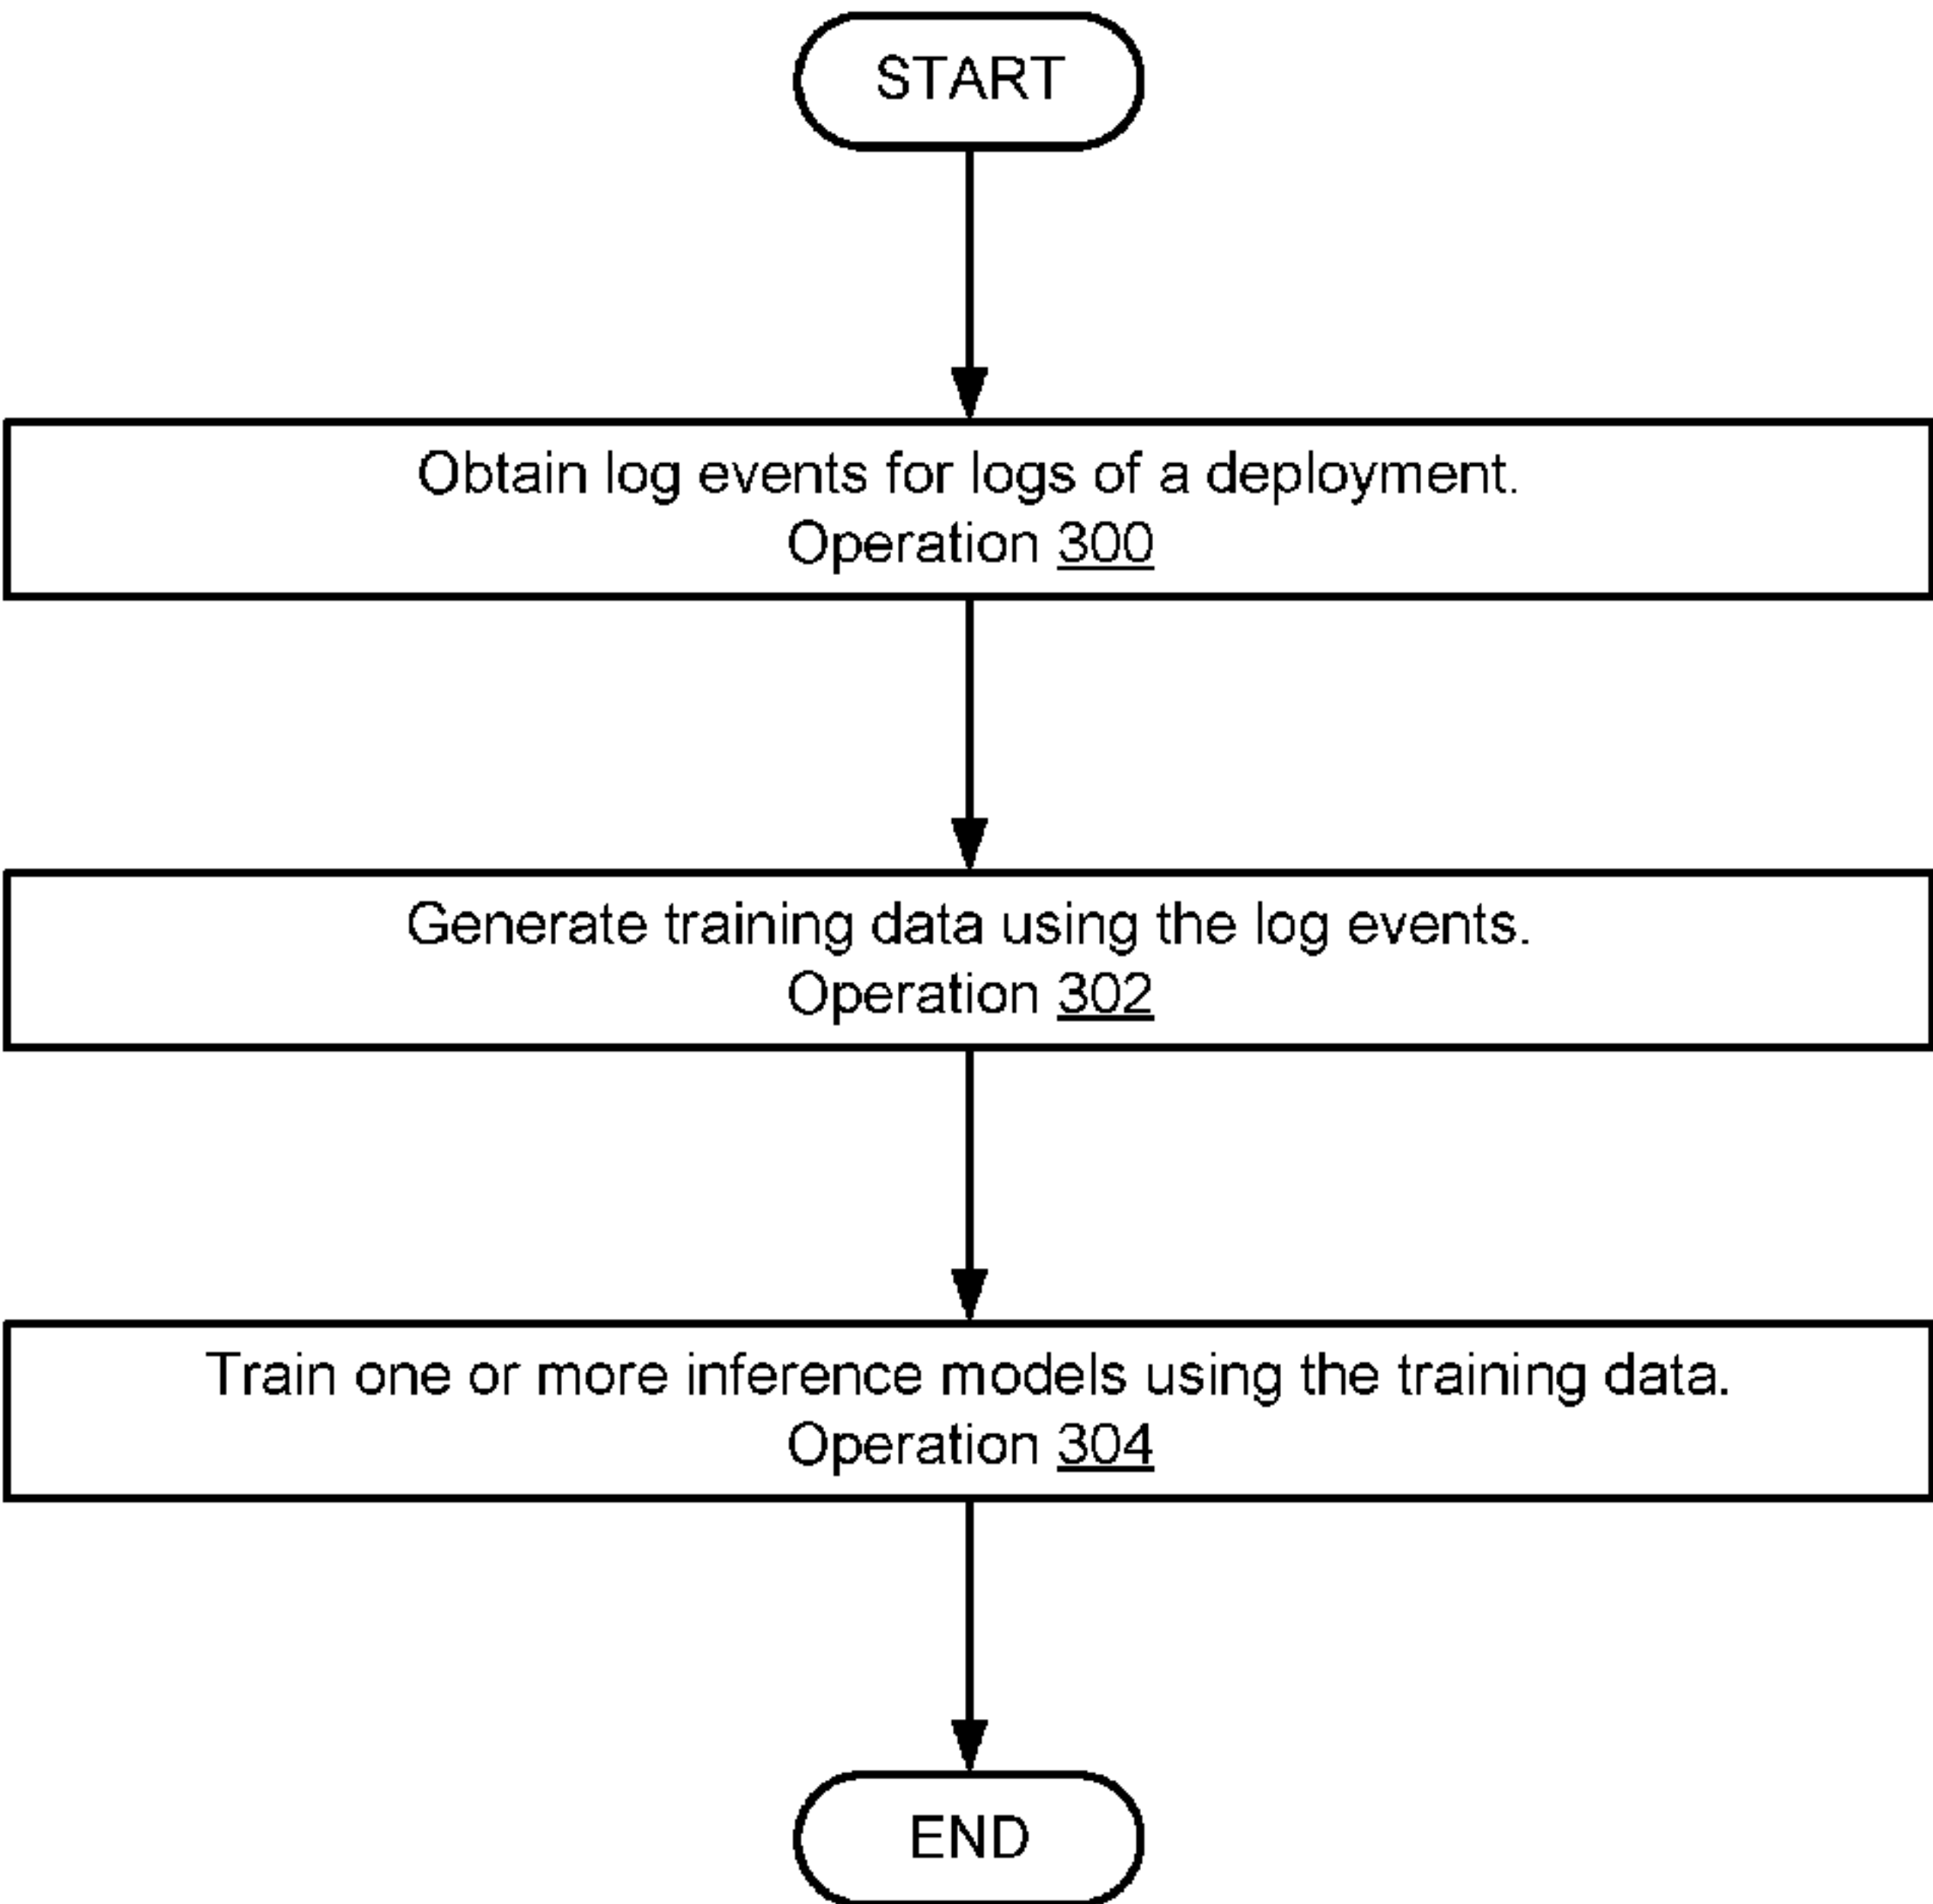 START
Obtain log events for logs of a deployment.
Operation 300
Generate training data using the log events.
Operation 302
Train one or more inference models using the training data.
Operation 304
END